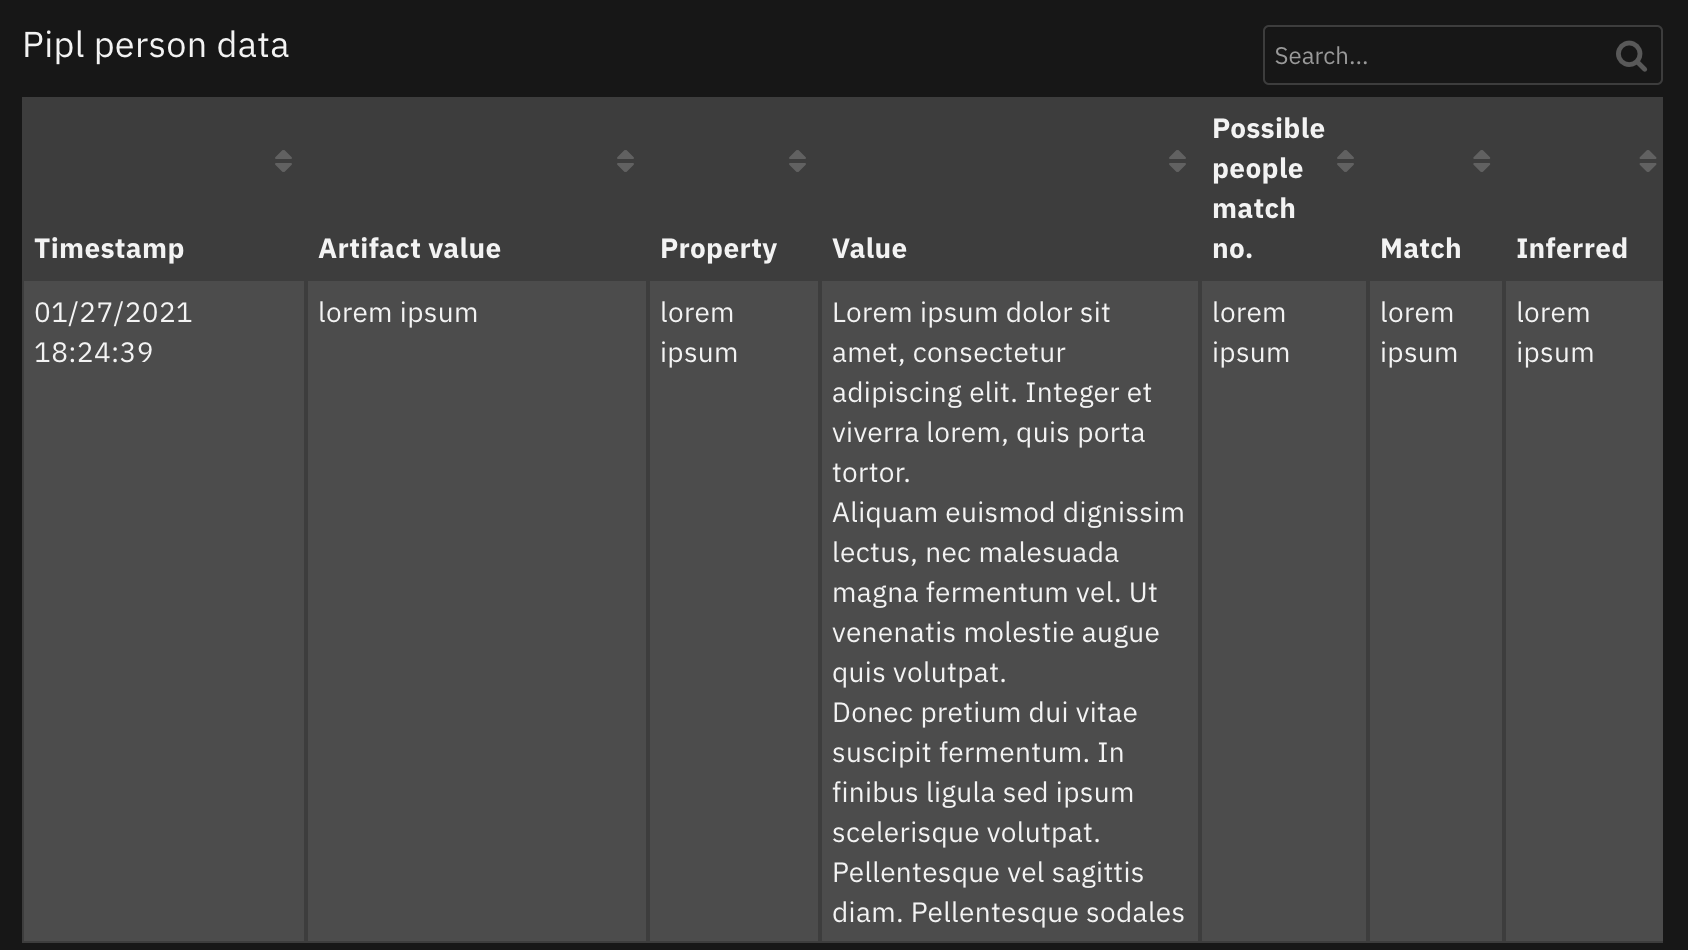 Pipl person data
Search...
Timestamp
Artifact value
Property
Value
Possible
people
match
no.
Match
Inferred
01/27/2021
18:24:39
lorem ipsum
lorem
ipsum
Lorem ipsum dolor sit
amet, consectetur
adipiscing elit. Integer et
viverra lorem, quis porta
tortor.
Aliquam euismod dignissim
lectus, nec malesuada
magna fermentum vel. Ut
venenatis molestie augue
quis volutpat.
Donec pretium dui vitae
suscipit fermentum. In
finibus ligula sed ipsum
scelerisque volutpat.
Pellentesque vel sagittis
diam. Pellentesque sodales
lorem
ipsum
lorem
ipsum
lorem
ipsum